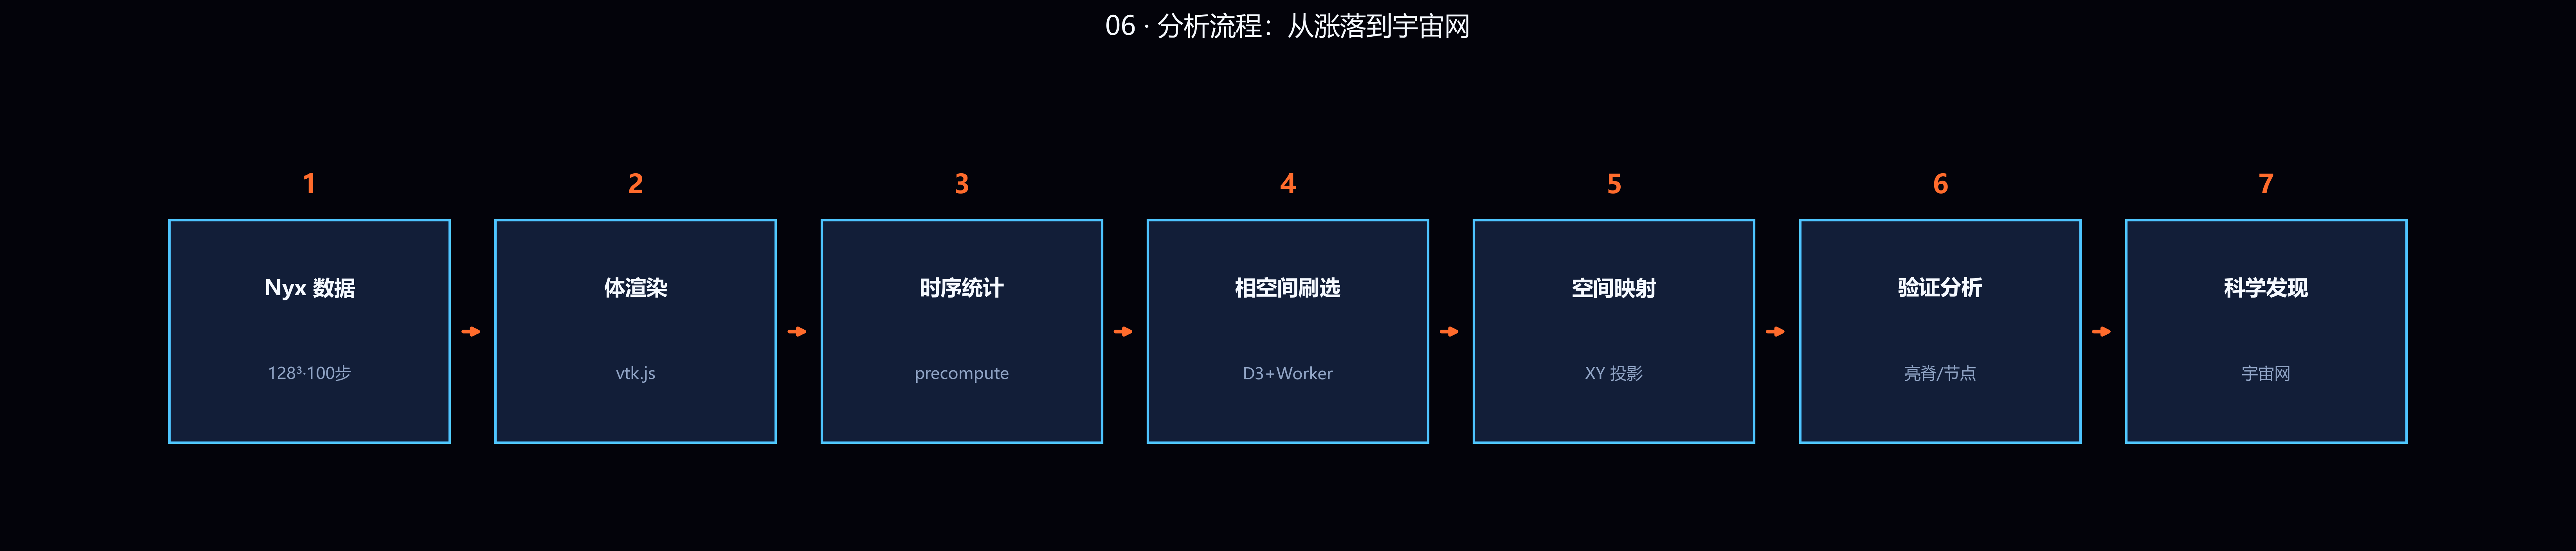 06 · 分析流程：从涨落到宇宙网
1
Nyx 数据
128³·100步
2
体渲染
vtk.js
3
时序统计
precompute
4
相空间刷选
D3+Worker
5
空间映射
XY 投影
6
验证分析
亮脊/节点
7
科学发现
宇宙网